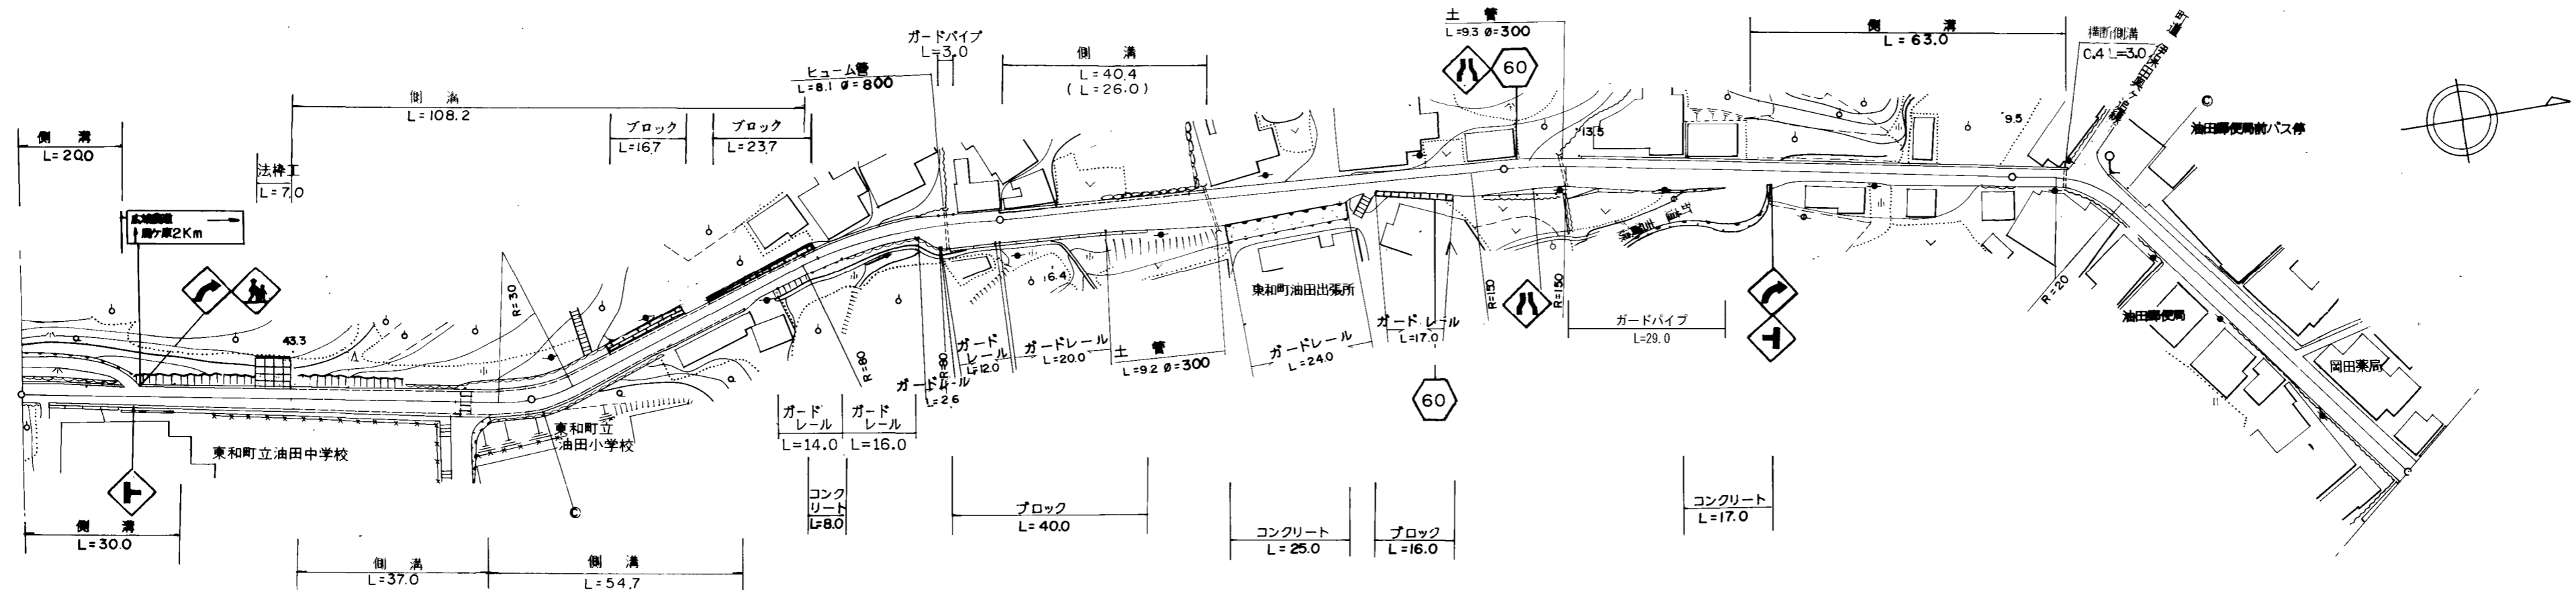 側 溝
L=20.0
法枠工
L=7.0
広域農道
2Km
側 溝
L=108.2
ブロック
L=16.7
ブロック
L=23.7
ヒューム管
L=8.1 Ø=800
ガードパイプ
L=3.0
側 溝
L=40.4
(L=26.0)
土 管
L=9.3 Ø=300
60
側 溝
L=63.0
横断側溝
0.4 L=3.0
油田郵便局前バス停
13.5
9.5
43.3
R=30
R=80
R=80
6.4
東和町油田出張所
R=150
R=150
R=20
油田郵便局
岡田薬局
ガード
レール
L=12.0
ガードレール
L=20.0
土 管
L=9.2 Ø=300
ガードレール
L=24.0
ガードレール
L=17.0
60
ガードパイプ
L=29.0
ガードレール
L=2.6
ガード
レール
L=14.0
ガード
レール
L=16.0
東和町立油田中学校
東和町立
油田小学校
側 溝
L=30.0
側 溝
L=37.0
側 溝
L=54.7
コンク
リート
L=8.0
ブロック
L=40.0
コンクリート
L=25.0
ブロック
L=16.0
コンクリート
L=17.0